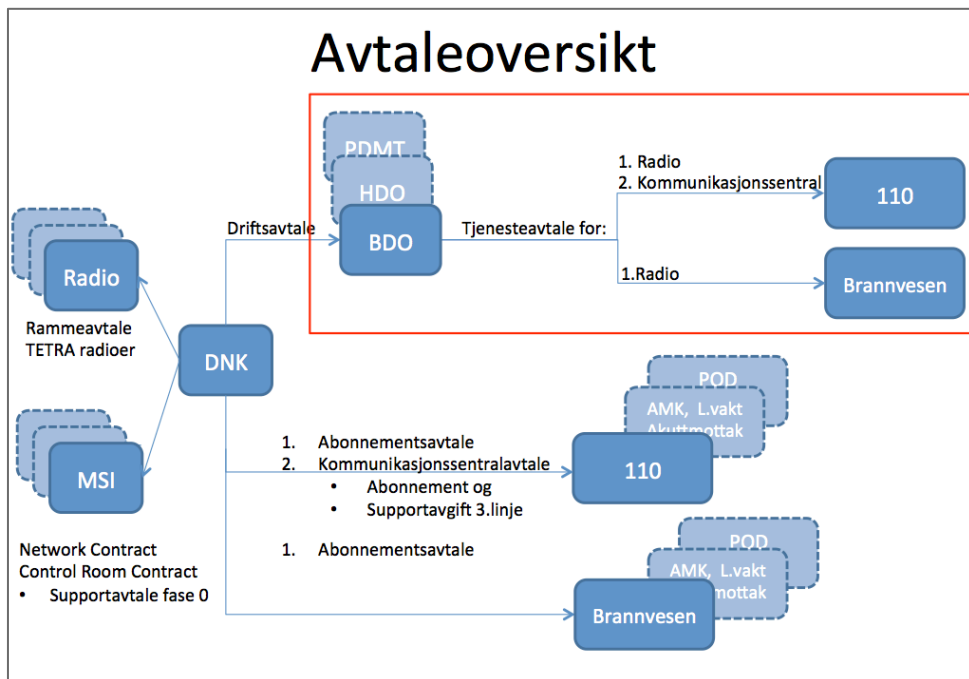 Avtaleoversikt
PDMT
HDO
BDO
Driftsavtale
Tjenesteavtale for:
1. Radio
2. Kommunikasjonssentral
110
1.Radio
Brannvesen
Radio
Rammeavtale
TETRA radioer
DNK
MSI
Network Contract
Control Room Contract
• Supportavtale fase 0
1. Abonnementsavtale
2. Kommunikasjonssentralavtale
• Abonnement og
• Supportavgift 3.linje
POD
AMK, L.vakt
Akuttmottak
110
1. Abonnementsavtale
POD
AMK, L.vakt
mottak
Brannvesen